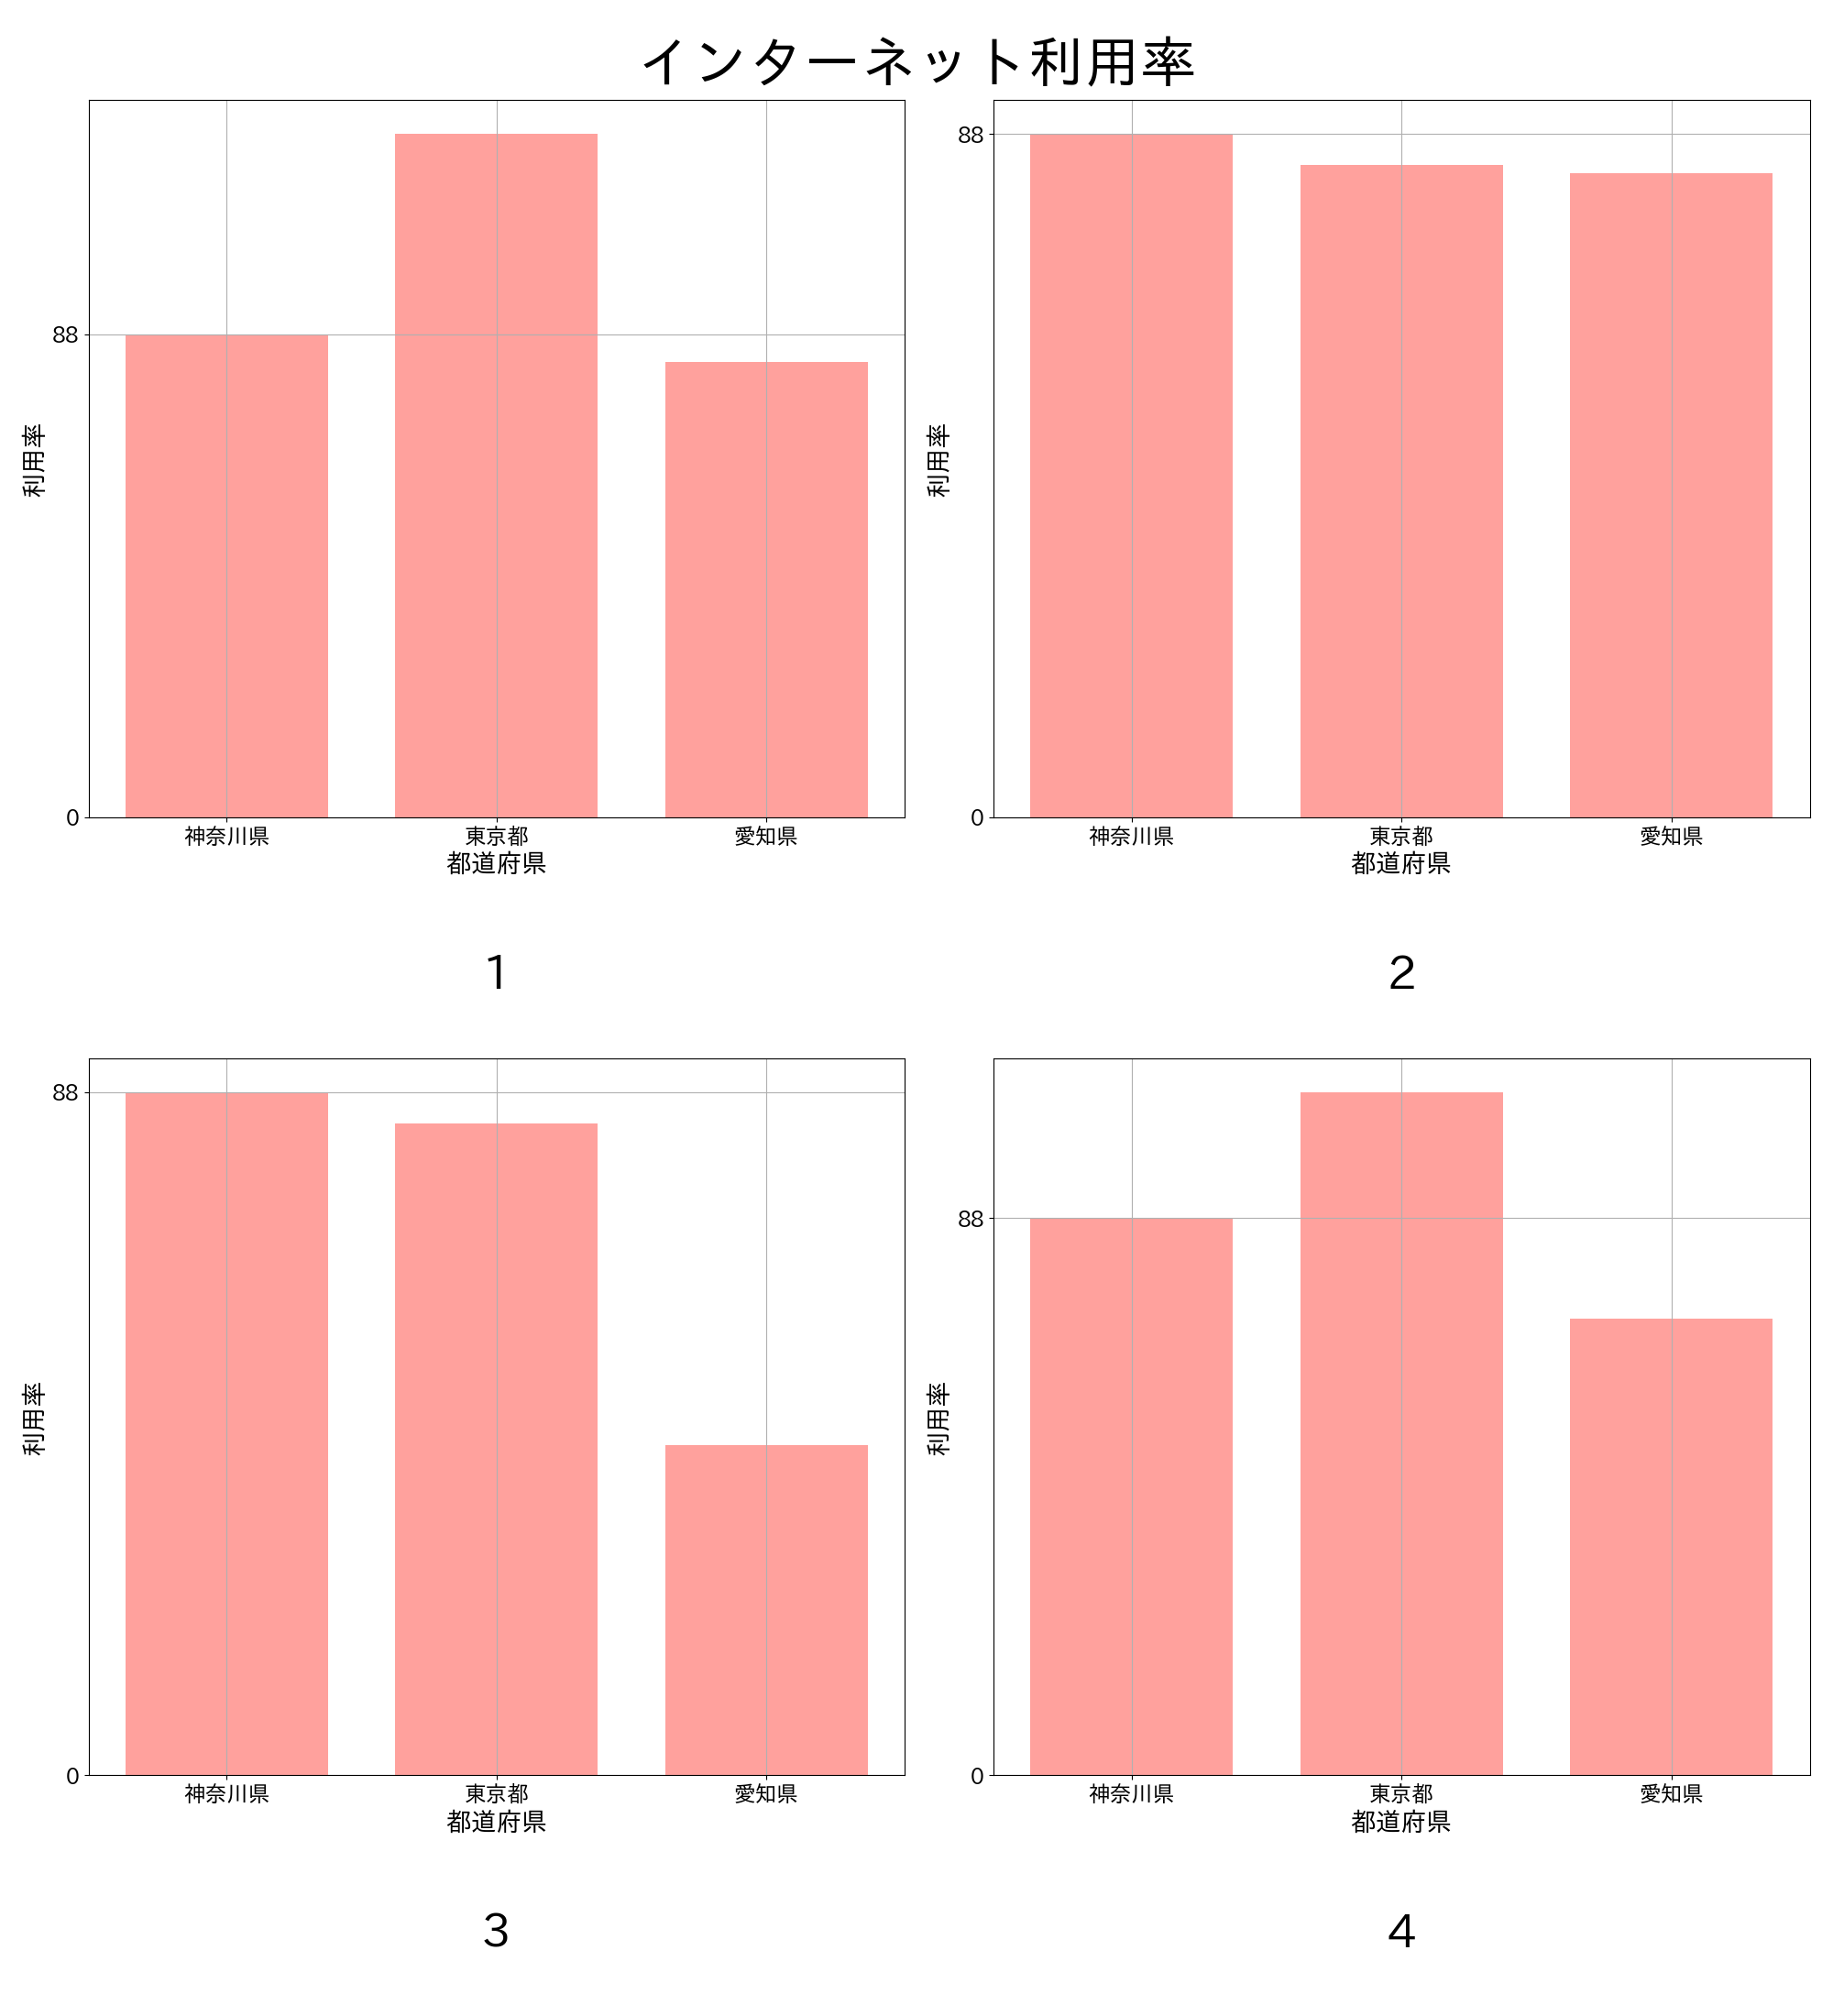 インターネット利用率
88
0
利用率
神奈川県 東京都 愛知県
都道府県
1
88
0
利用率
神奈川県 東京都 愛知県
都道府県
2
88
0
利用率
神奈川県 東京都 愛知県
都道府県
3
88
0
利用率
神奈川県 東京都 愛知県
都道府県
4